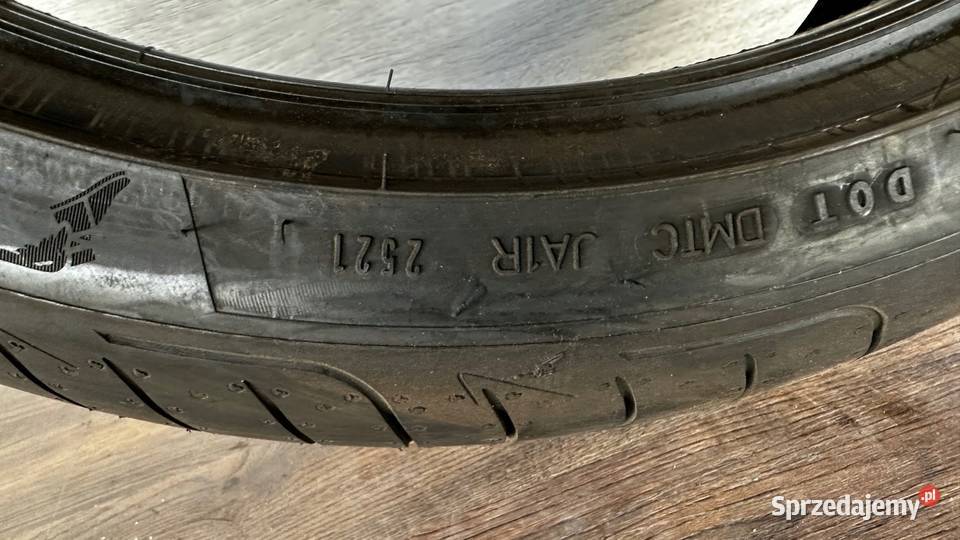 DOT DMTC JA1R 2521
Sprzedajemy.pl